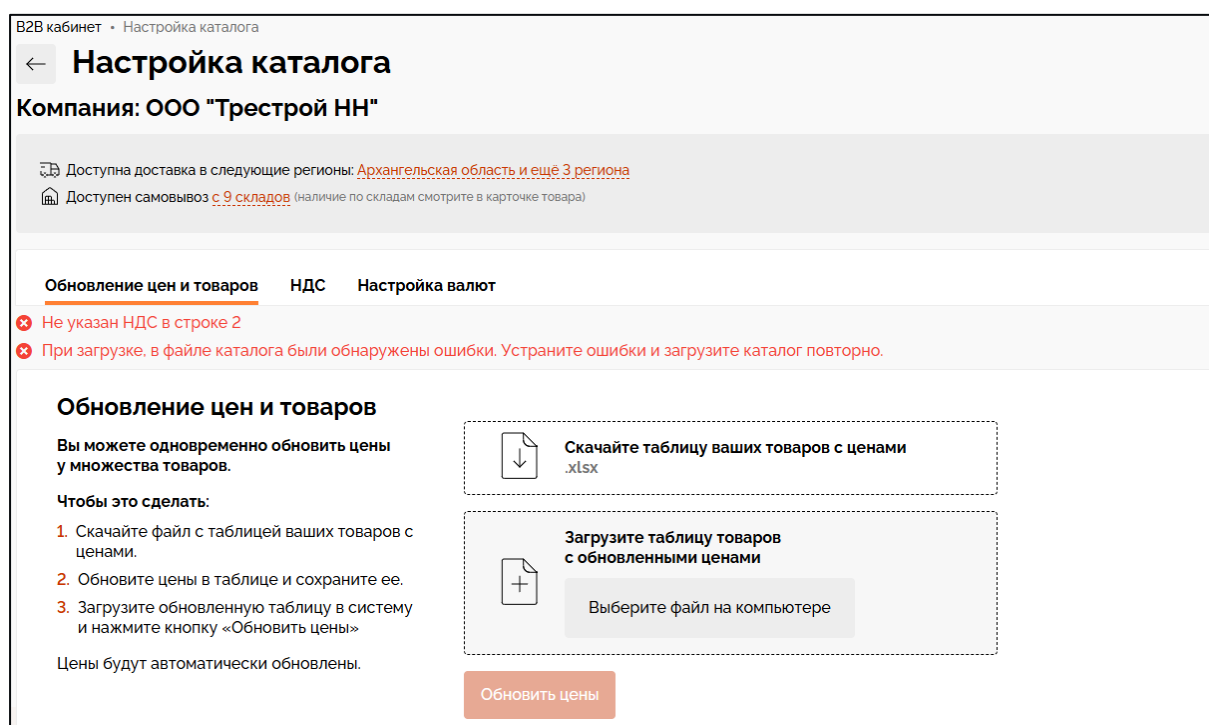 B2B кабинет • Настройка каталога
← Настройка каталога
Компания: ООО "Трестрой НН"
Доступна доставка в следующие регионы: Архангельская область и ещё 3 региона
Доступен самовывоз с 9 складов (наличие по складам смотрите в карточке товара)
Обновление цен и товаров НДС Настройка валют
Не указан НДС в строке 2
При загрузке, в файле каталога были обнаружены ошибки. Устраните ошибки и загрузите каталог повторно.
Обновление цен и товаров
Вы можете одновременно обновить цены
у множества товаров.
Чтобы это сделать:
1. Скачайте файл с таблицей ваших товаров с
ценами.
2. Обновите цены в таблице и сохраните ее.
3. Загрузите обновленную таблицу в систему
и нажмите кнопку «Обновить цены»
Цены будут автоматически обновлены.
Скачайте таблицу ваших товаров с ценами
.xlsx
Загрузите таблицу товаров
с обновленными ценами
Выберите файл на компьютере
Обновить цены